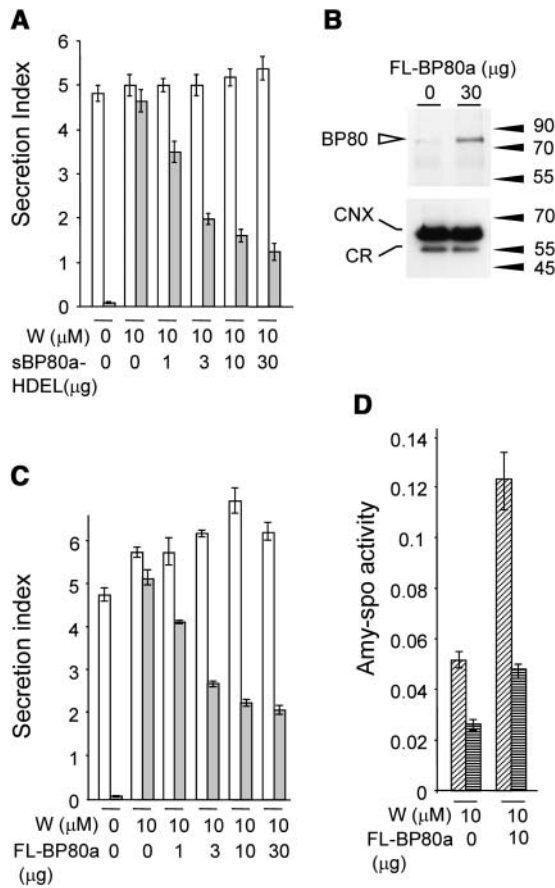 A
Secretion Index
6
5
4
3
2
1
0
W (μM) 0 10 10 10 10 10
sBP80a-HDEL(μg) 0 0 1 3 10 30
B
FL-BP80a (μg)
0 30
BP80
90
70
55
CNX
CR
70
55
45
C
Secretion index
6
5
4
3
2
1
0
W (μM) 0 10 10 10 10 10
FL-BP80a (μg) 0 0 1 3 10 30
D
Amy-spo activity
0.14
0.12
0.1
0.08
0.06
0.04
0.02
0
W (μM) 10 10
FL-BP80a (μg) 0 10